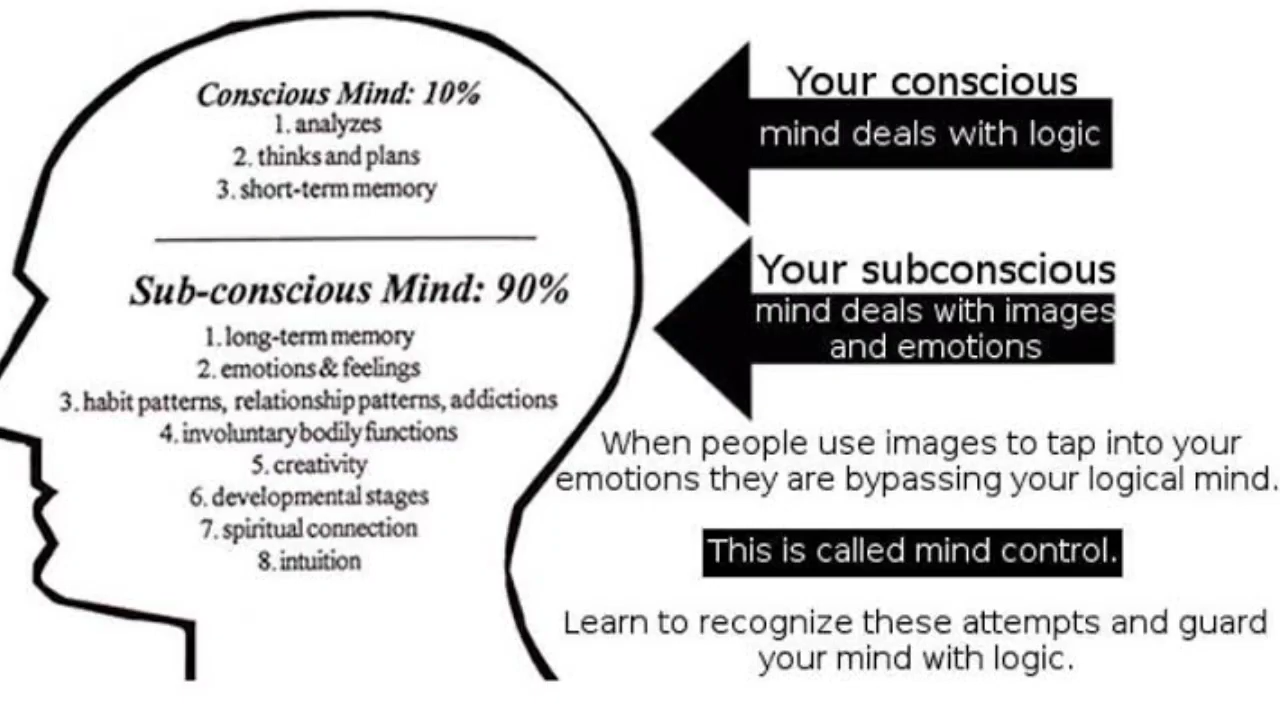 Conscious Mind: 10%
1. analyzes
2. thinks and plans
3. short-term memory
Sub-conscious Mind: 90%
1. long-term memory
2. emotions & feelings
3. habit patterns, relationship patterns, addictions
4. involuntary bodily functions
5. creativity
6. developmental stages
7. spiritual connection
8. intuition
Your conscious
mind deals with logic
Your subconscious
mind deals with images
and emotions
When people use images to tap into your
emotions they are bypassing your logical mind.
This is called mind control.
Learn to recognize these attempts and guard
your mind with logic.